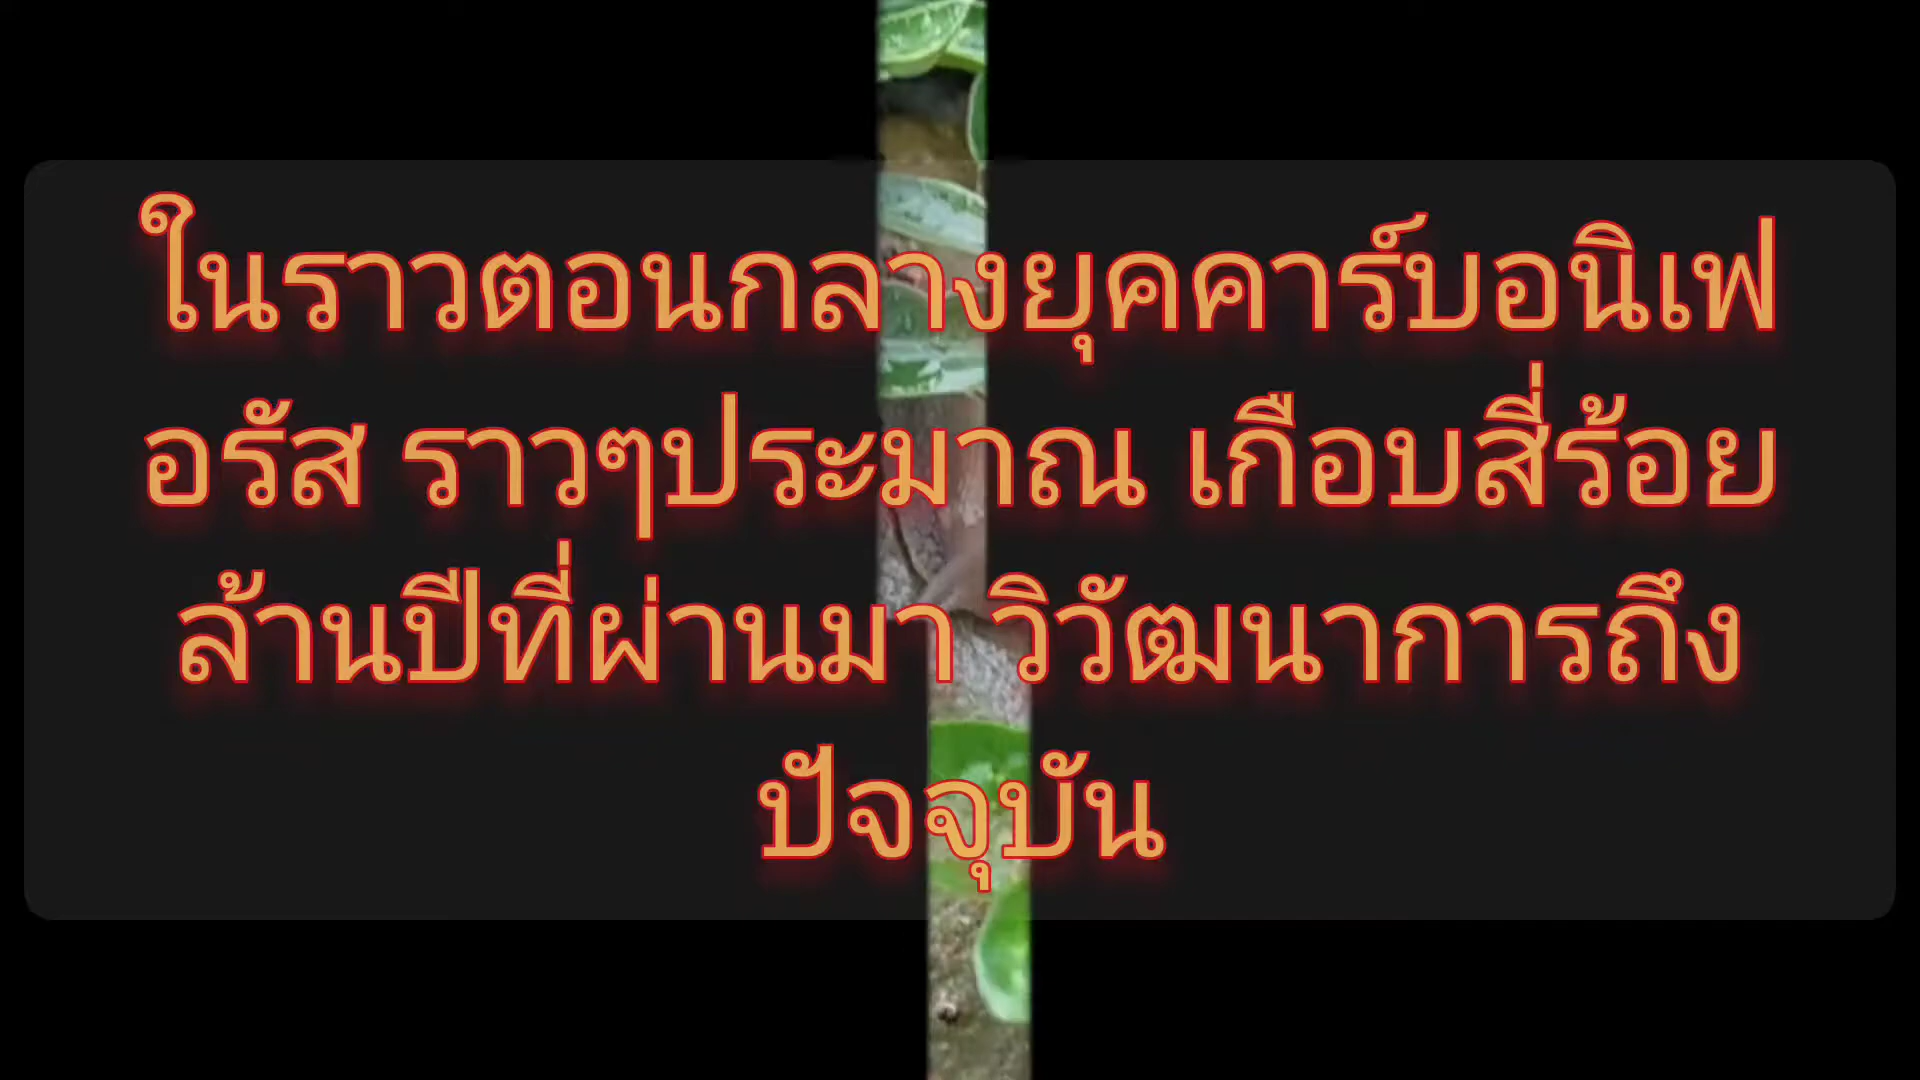 ในราวตอนกลางยุคคาร์บอนิเฟ
อรัส ราวๆประมาณ เกือบสี่ร้อย
ล้านปีที่ผ่านมา วิวัฒนาการถึง
ปัจจุบัน